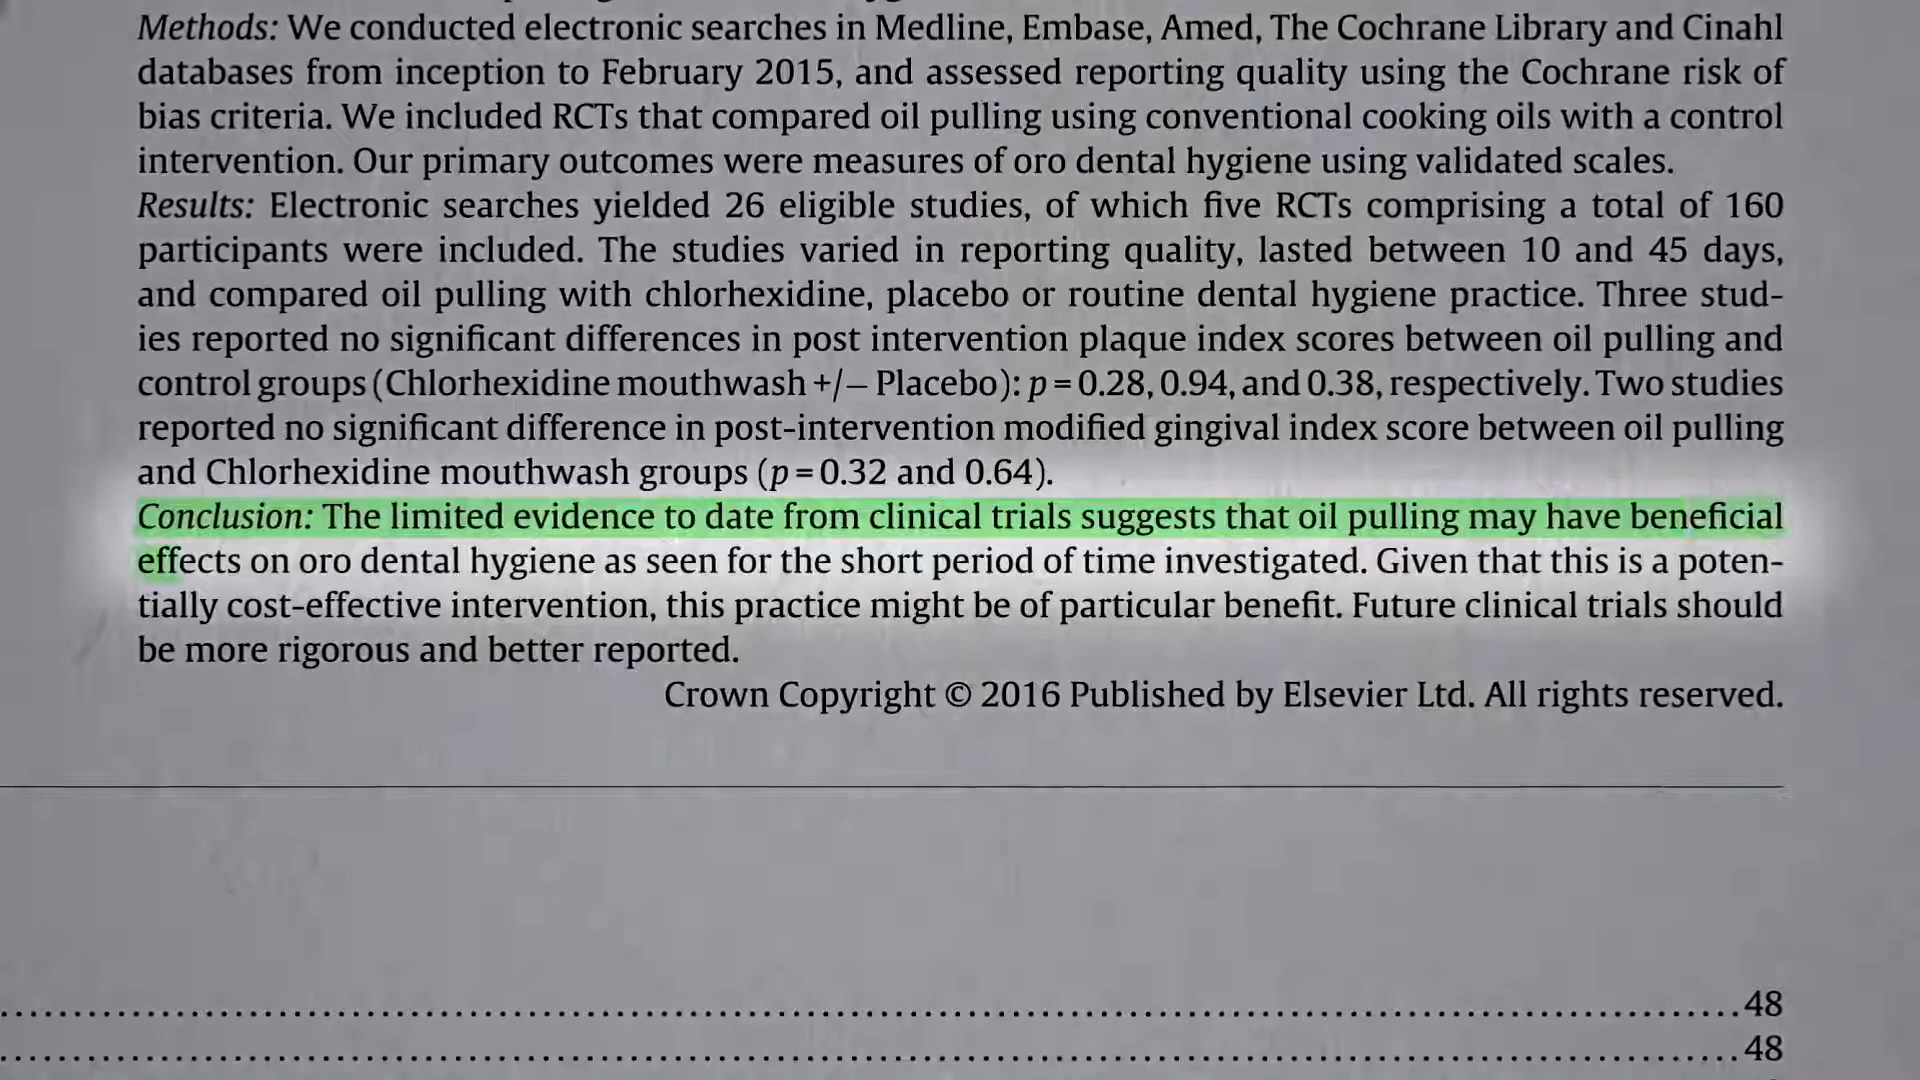 Methods: We conducted electronic searches in Medline, Embase, Amed, The Cochrane Library and Cinahl
databases from inception to February 2015, and assessed reporting quality using the Cochrane risk of
bias criteria. We included RCTs that compared oil pulling using conventional cooking oils with a control
intervention. Our primary outcomes were measures of oro dental hygiene using validated scales.
Results: Electronic searches yielded 26 eligible studies, of which five RCTs comprising a total of 160
participants were included. The studies varied in reporting quality, lasted between 10 and 45 days,
and compared oil pulling with chlorhexidine, placebo or routine dental hygiene practice. Three stud-
ies reported no significant differences in post intervention plaque index scores between oil pulling and
control groups (Chlorhexidine mouthwash +/− Placebo): p = 0.28, 0.94, and 0.38, respectively. Two studies
reported no significant difference in post-intervention modified gingival index score between oil pulling
and Chlorhexidine mouthwash groups (p = 0.32 and 0.64).
Conclusion: The limited evidence to date from clinical trials suggests that oil pulling may have beneficial
effects on oro dental hygiene as seen for the short period of time investigated. Given that this is a poten-
tially cost-effective intervention, this practice might be of particular benefit. Future clinical trials should
be more rigorous and better reported.
Crown Copyright © 2016 Published by Elsevier Ltd. All rights reserved.
48
48